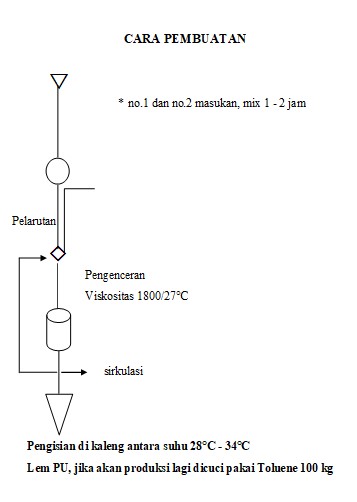 CARA PEMBUATAN
* no.1 dan no.2 masukan, mix 1 - 2 jam
Pelarutan
Pengenceran
Viskositas 1800/27°C
sirkulasi
Pengisian di kaleng antara suhu 28°C - 34°C
Lem PU, jika akan produksi lagi dicuci pakai Toluene 100 kg